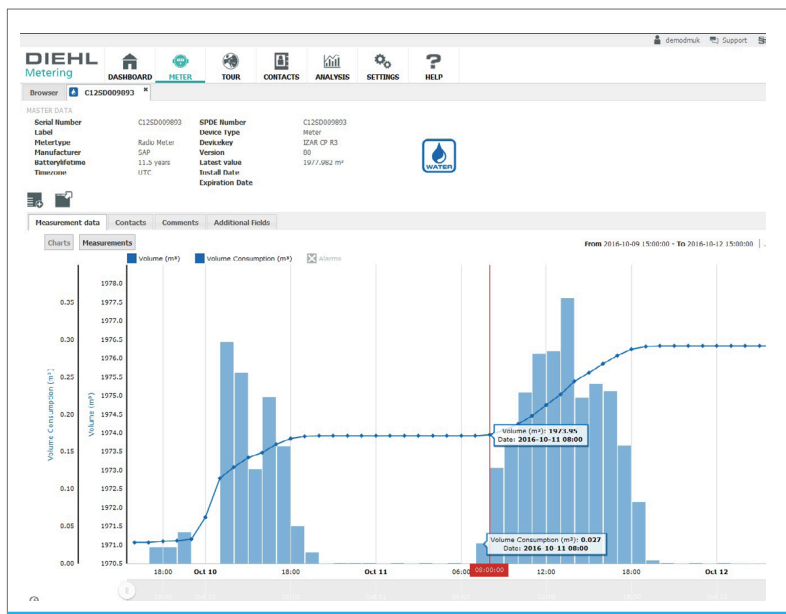 demodmuk Support
DIEHL
Metering
DASHBOARD METER TOUR CONTACTS ANALYSIS SETTINGS HELP
Browser C12SD009893 ×
MASTER DATA
Serial Number C12SD009893 SPDE Number C12SD009893
Label Device Type Meter
Metertype Radio Meter Devicekey IZAR CP R3
Manufacturer SAP Version 00
Batterylifetime 11.5 years Latest value 1977.982 m³
Timezone UTC Install Date
Expiration Date
WATER
Measurement data Contacts Comments Additional Fields
Charts Measurements From 2016-10-09 15:00:00 - To 2016-10-12 15:00:00
Volume (m³) Volume Consumption (m³) Alarms
Volume Consumption (m³)
0.35
0.30
0.25
0.20
0.15
0.10
0.05
0.00
Volume (m³)
1978.0
1977.5
1977.0
1976.5
1976.0
1975.5
1975.0
1974.5
1974.0
1973.5
1973.0
1972.5
1972.0
1971.5
1971.0
1970.5
Volume (m³): 1973.95
Date: 2016-10-11 08:00
Volume Consumption (m³): 0.027
Date: 2016-10-11 08:00
18:00 Oct 10 18:00 Oct 11 06:00 08:00:00 12:00 18:00 Oct 12